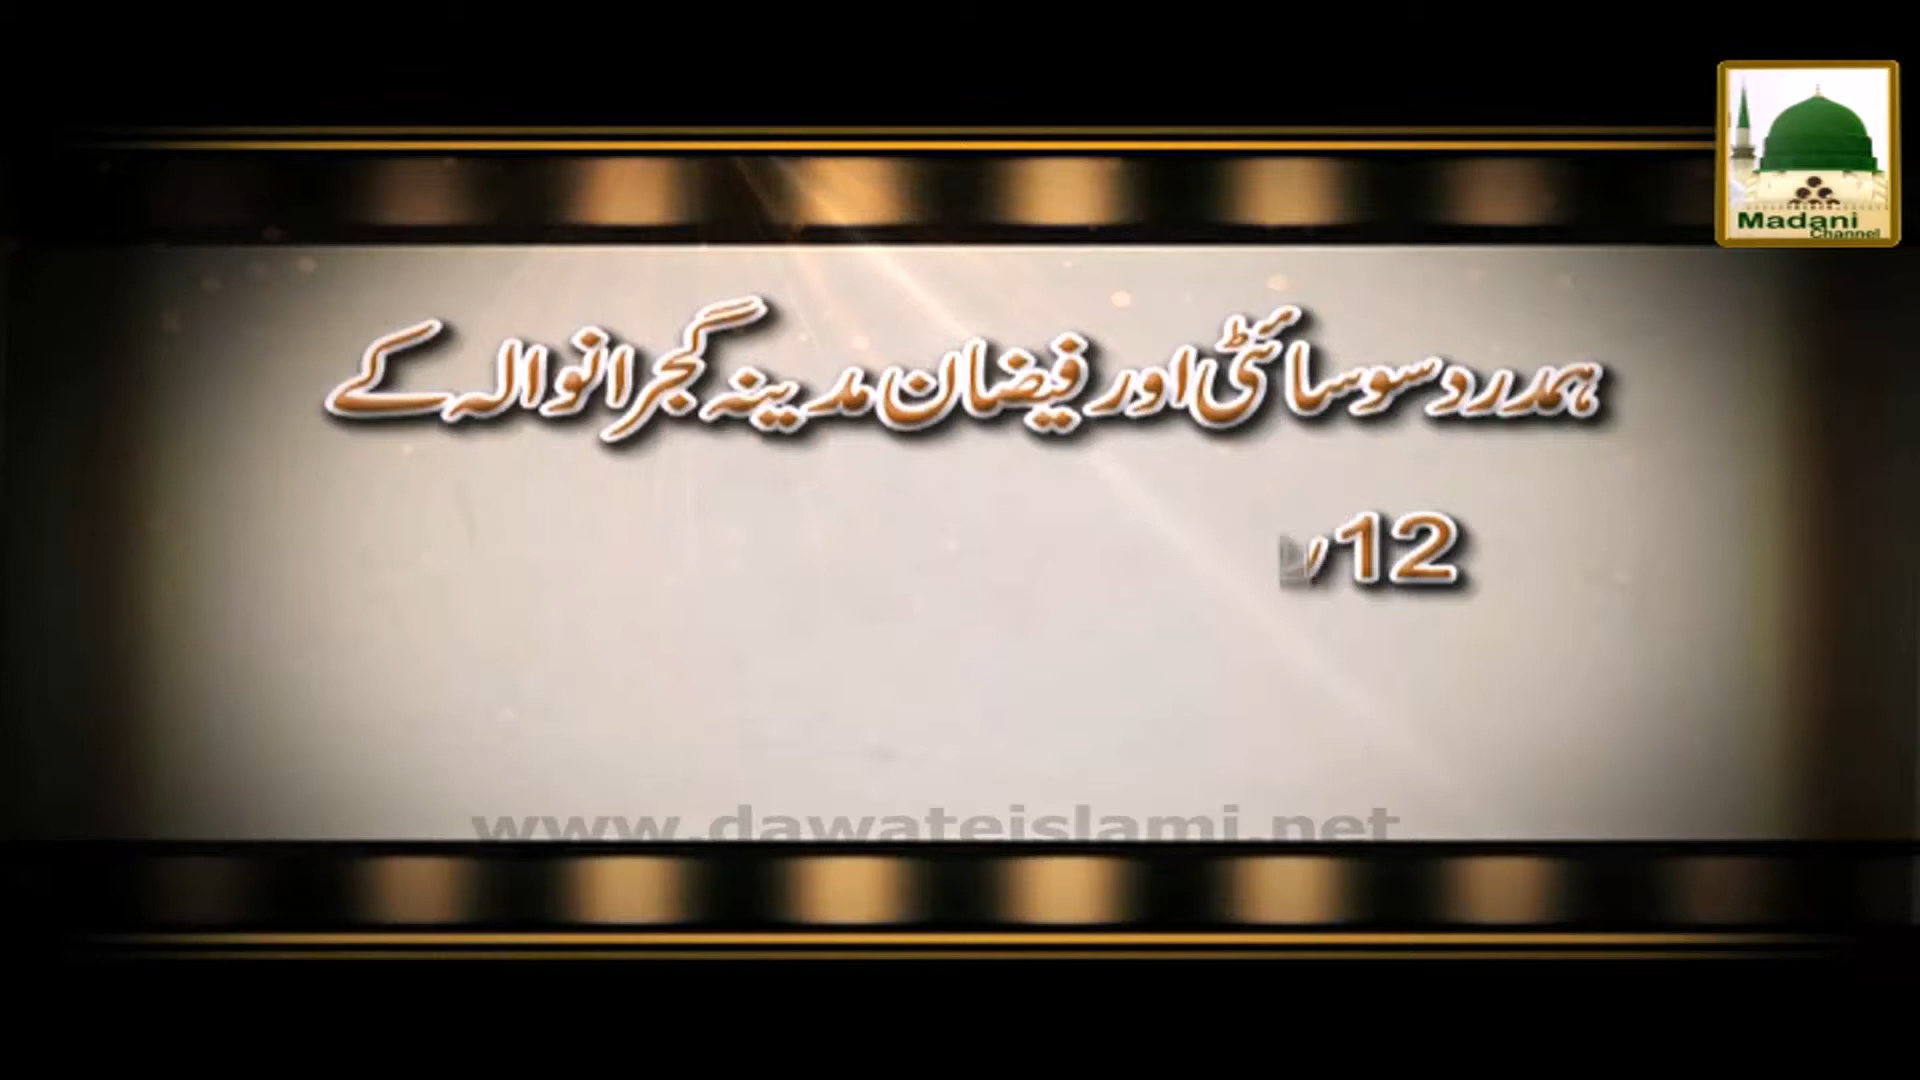 Madani
Channel
ہمدرد سوسائٹی اور فیضان مدینہ گجرانوالہ کے
12
www.dawateislami.net